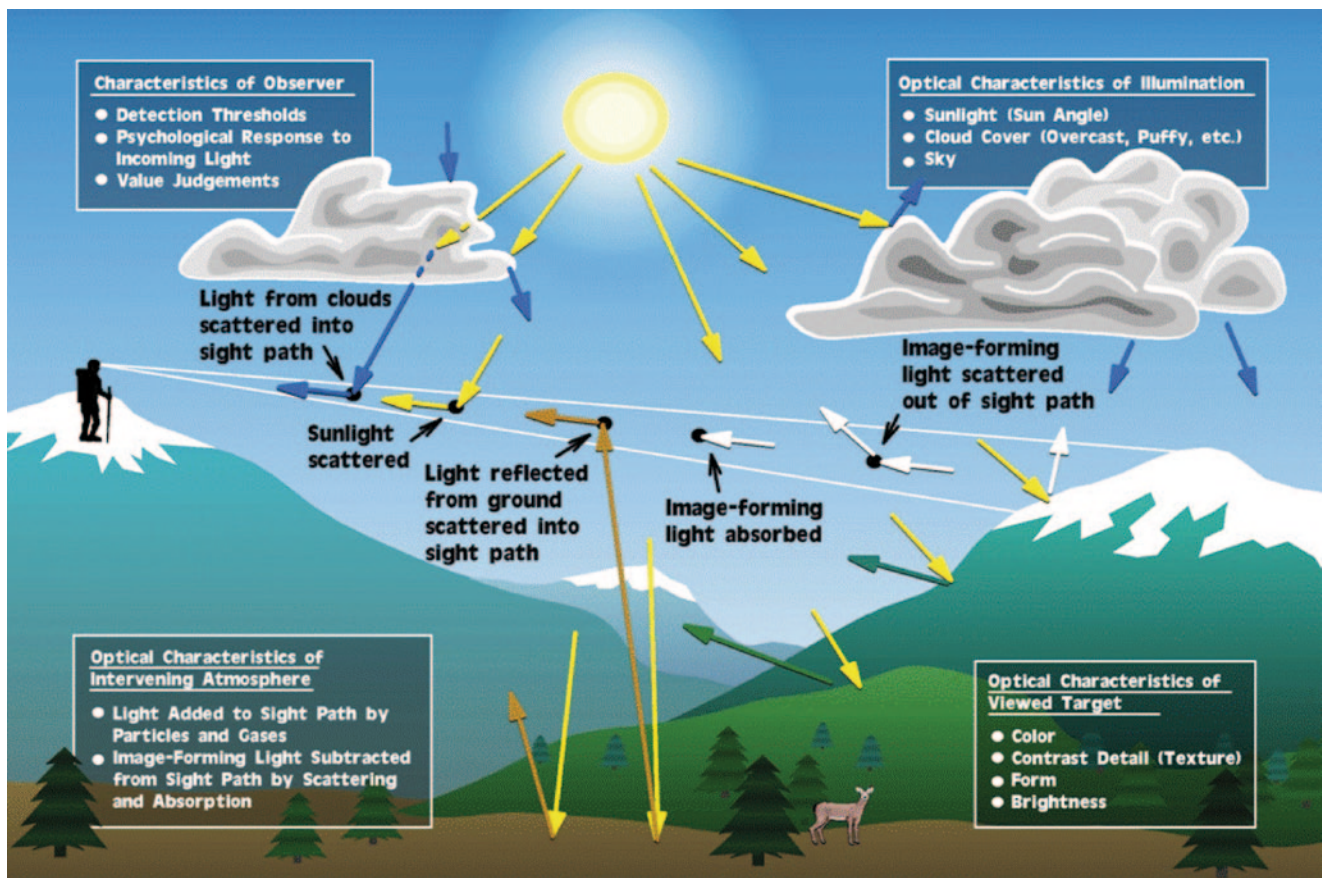 Characteristics of Observer
Detection Thresholds
Psychological Response to
Incoming Light
Value Judgements
Optical Characteristics of Illumination
Sunlight (Sun Angle)
Cloud Cover (Overcast, Puffy, etc.)
Sky
Light from clouds
scattered into
sight path
Image-forming
light scattered
out of sight path
Sunlight
scattered
Light reflected
from ground
scattered into
sight path
Image-forming
light absorbed
Optical Characteristics of
Intervening Atmosphere
Light Added to Sight Path by
Particles and Gases
Image-Forming Light Subtracted
from Sight Path by Scattering
and Absorption
Optical Characteristics of
Viewed Target
Color
Contrast Detail (Texture)
Form
Brightness